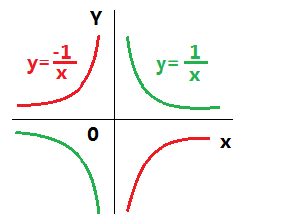 Y
y= -1/x
y= 1/x
0
x